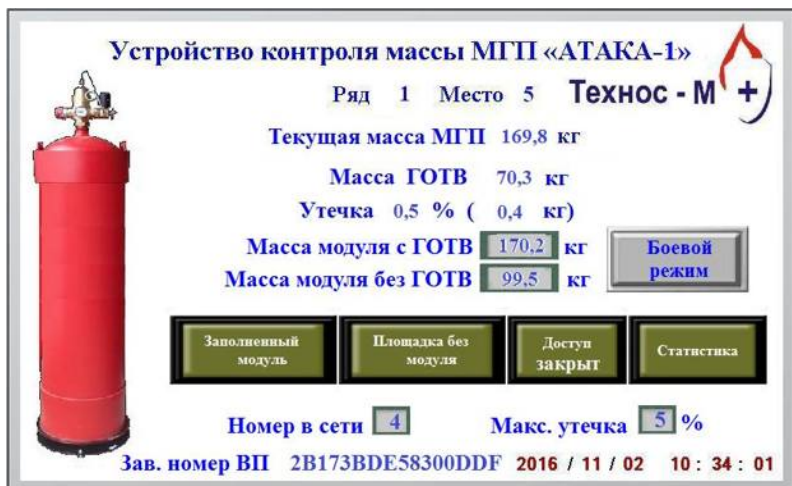 Устройство контроля массы МГП «АТАКА-1»
Ряд 1 Место 5
Технос - М +
Текущая масса МГП 169,8 кг
Масса ГОТВ 70,3 кг
Утечка 0,5 % ( 0,4 кг)
Масса модуля с ГОТВ 170,2 кг
Масса модуля без ГОТВ 99,5 кг
Боевой
режим
Заполненный
модуль
Площадка без
модуля
Доступ
закрыт
Статистика
Номер в сети 4 Макс. утечка 5 %
Зав. номер ВП 2B173BDE58300DDF 2016 / 11 / 02 10 : 34 : 01